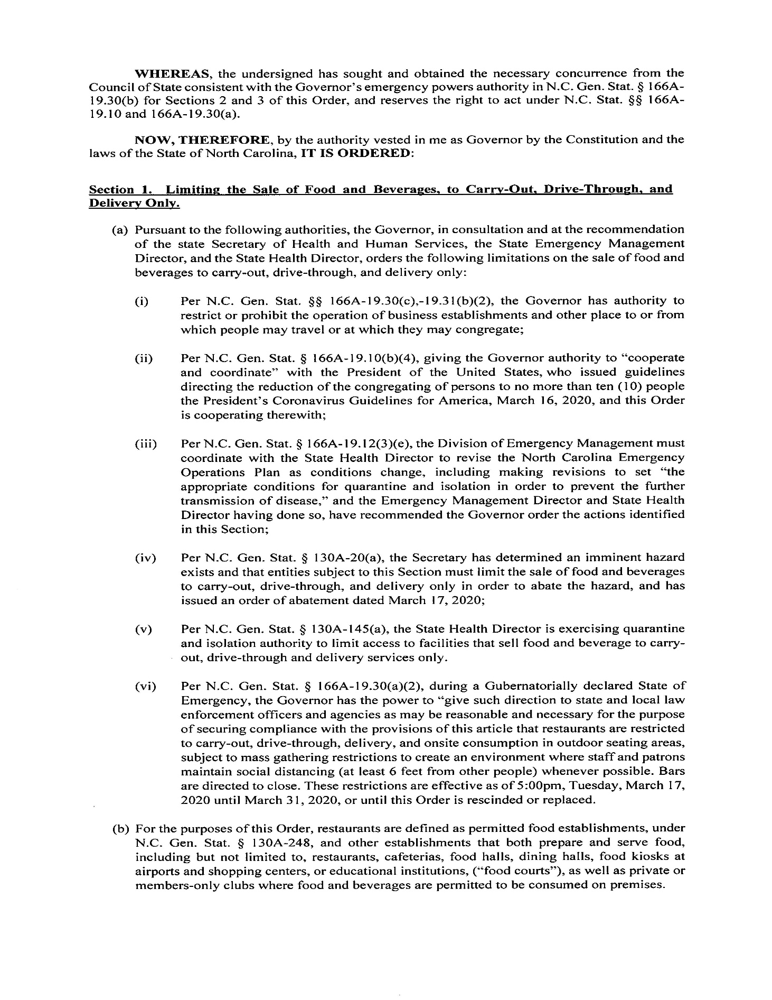 WHEREAS, the undersigned has sought and obtained the necessary concurrence from the
Council of State consistent with the Governor's emergency powers authority in N.C. Gen. Stat. § 166A-
19.30(b) for Sections 2 and 3 of this Order, and reserves the right to act under N.C. Stat. §§ 166A-
19.10 and 166A-19.30(a).
NOW, THEREFORE, by the authority vested in me as Governor by the Constitution and the
laws of the State of North Carolina, IT IS ORDERED:
Section 1. Limiting the Sale of Food and Beverages, to Carry-Out, Drive-Through, and
Delivery Only.
(a) Pursuant to the following authorities, the Governor, in consultation and at the recommendation
of the state Secretary of Health and Human Services, the State Emergency Management
Director, and the State Health Director, orders the following limitations on the sale of food and
beverages to carry-out, drive-through, and delivery only:
(i) Per N.C. Gen. Stat. §§ 166A-19.30(c),-19.31(b)(2), the Governor has authority to
restrict or prohibit the operation of business establishments and other place to or from
which people may travel or at which they may congregate;
(ii) Per N.C. Gen. Stat. § 166A-19.10(b)(4), giving the Governor authority to “cooperate
and coordinate” with the President of the United States, who issued guidelines
directing the reduction of the congregating of persons to no more than ten (10) people
the President's Coronavirus Guidelines for America, March 16, 2020, and this Order
is cooperating therewith;
(iii) Per N.C. Gen. Stat. § 166A-19.12(3)(e), the Division of Emergency Management must
coordinate with the State Health Director to revise the North Carolina Emergency
Operations Plan as conditions change, including making revisions to set “the
appropriate conditions for quarantine and isolation in order to prevent the further
transmission of disease,” and the Emergency Management Director and State Health
Director having done so, have recommended the Governor order the actions identified
in this Section;
(iv) Per N.C. Gen. Stat. § 130A-20(a), the Secretary has determined an imminent hazard
exists and that entities subject to this Section must limit the sale of food and beverages
to carry-out, drive-through, and delivery only in order to abate the hazard, and has
issued an order of abatement dated March 17, 2020;
(v) Per N.C. Gen. Stat. § 130A-145(a), the State Health Director is exercising quarantine
and isolation authority to limit access to facilities that sell food and beverage to carry-
out, drive-through and delivery services only.
(vi) Per N.C. Gen. Stat. § 166A-19.30(a)(2), during a Gubernatorially declared State of
Emergency, the Governor has the power to “give such direction to state and local law
enforcement officers and agencies as may be reasonable and necessary for the purpose
of securing compliance with the provisions of this article that restaurants are restricted
to carry-out, drive-through, delivery, and onsite consumption in outdoor seating areas,
subject to mass gathering restrictions to create an environment where staff and patrons
maintain social distancing (at least 6 feet from other people) whenever possible. Bars
are directed to close. These restrictions are effective as of 5:00pm, Tuesday, March 17,
2020 until March 31, 2020, or until this Order is rescinded or replaced.
(b) For the purposes of this Order, restaurants are defined as permitted food establishments, under
N.C. Gen. Stat. § 130A-248, and other establishments that both prepare and serve food,
including but not limited to, restaurants, cafeterias, food halls, dining halls, food kiosks at
airports and shopping centers, or educational institutions, (“food courts”), as well as private or
members-only clubs where food and beverages are permitted to be consumed on premises.